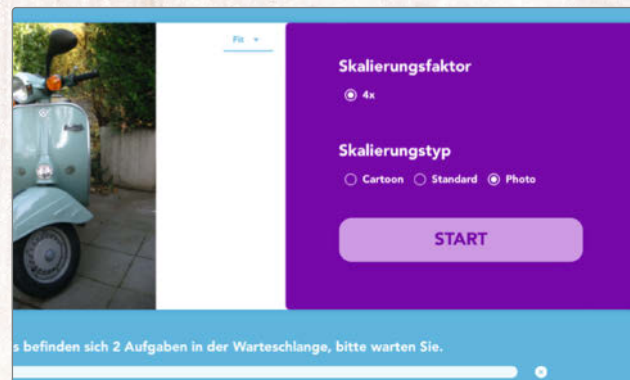 Fit
Skalierungsfaktor
4x
Skalierungstyp
Cartoon Standard Photo
START
s befinden sich 2 Aufgaben in der Warteschlange, bitte warten Sie.